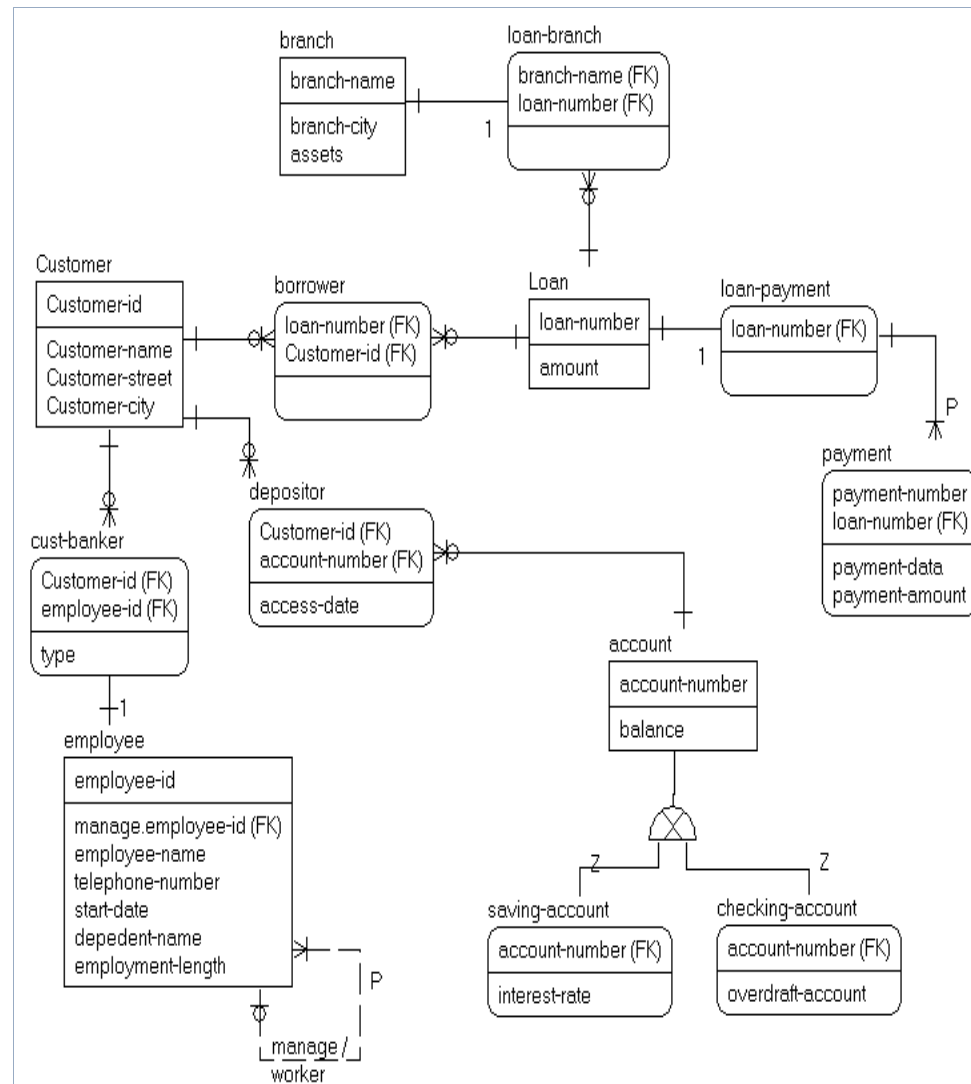 branch
branch-name
branch-city
assets
1
loan-branch
branch-name (FK)
loan-number (FK)
Customer
Customer-id
Customer-name
Customer-street
Customer-city
borrower
loan-number (FK)
Customer-id (FK)
Loan
loan-number
amount
1
loan-payment
loan-number (FK)
P
payment
payment-number
loan-number (FK)
payment-data
payment-amount
depositor
Customer-id (FK)
account-number (FK)
access-date
cust-banker
Customer-id (FK)
employee-id (FK)
type
1
employee
employee-id
manage.employee-id (FK)
employee-name
telephone-number
start-date
depedent-name
employment-length
P
manage /
worker
account
account-number
balance
Z
Z
saving-account
account-number (FK)
interest-rate
checking-account
account-number (FK)
overdraft-account